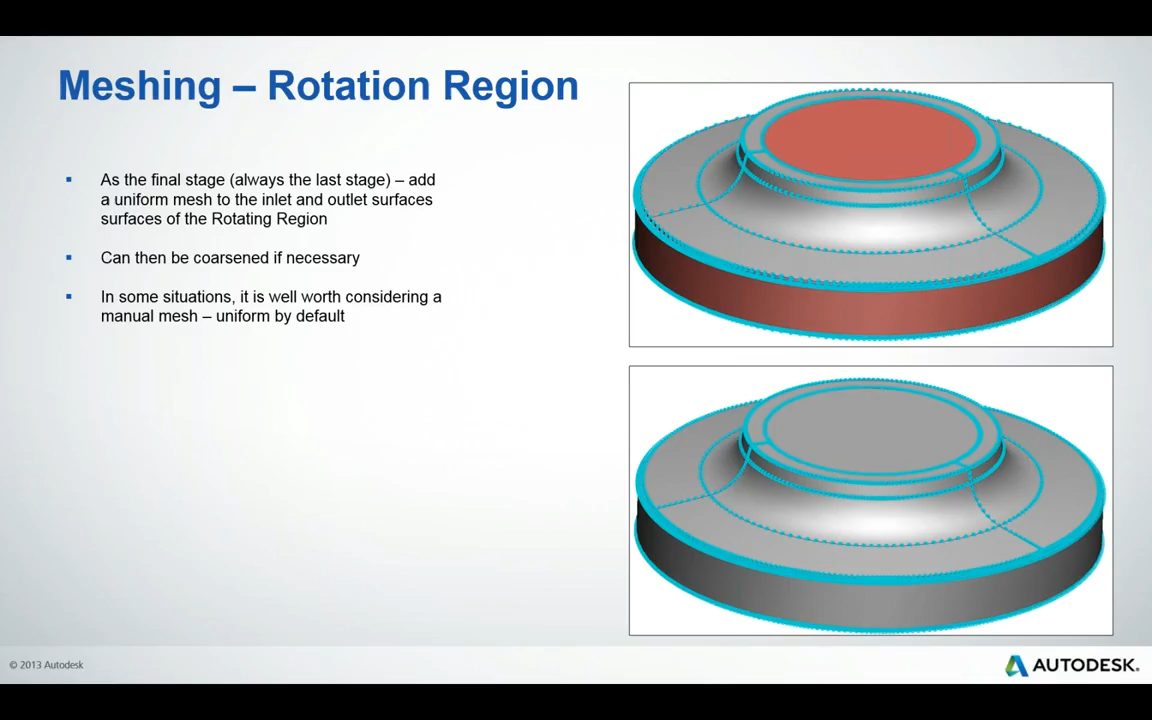 Meshing – Rotation Region
▪ As the final stage (always the last stage) – add
a uniform mesh to the inlet and outlet surfaces
surfaces of the Rotating Region
▪ Can then be coarsened if necessary
▪ In some situations, it is well worth considering a
manual mesh – uniform by default
© 2013 Autodesk
AUTODESK.